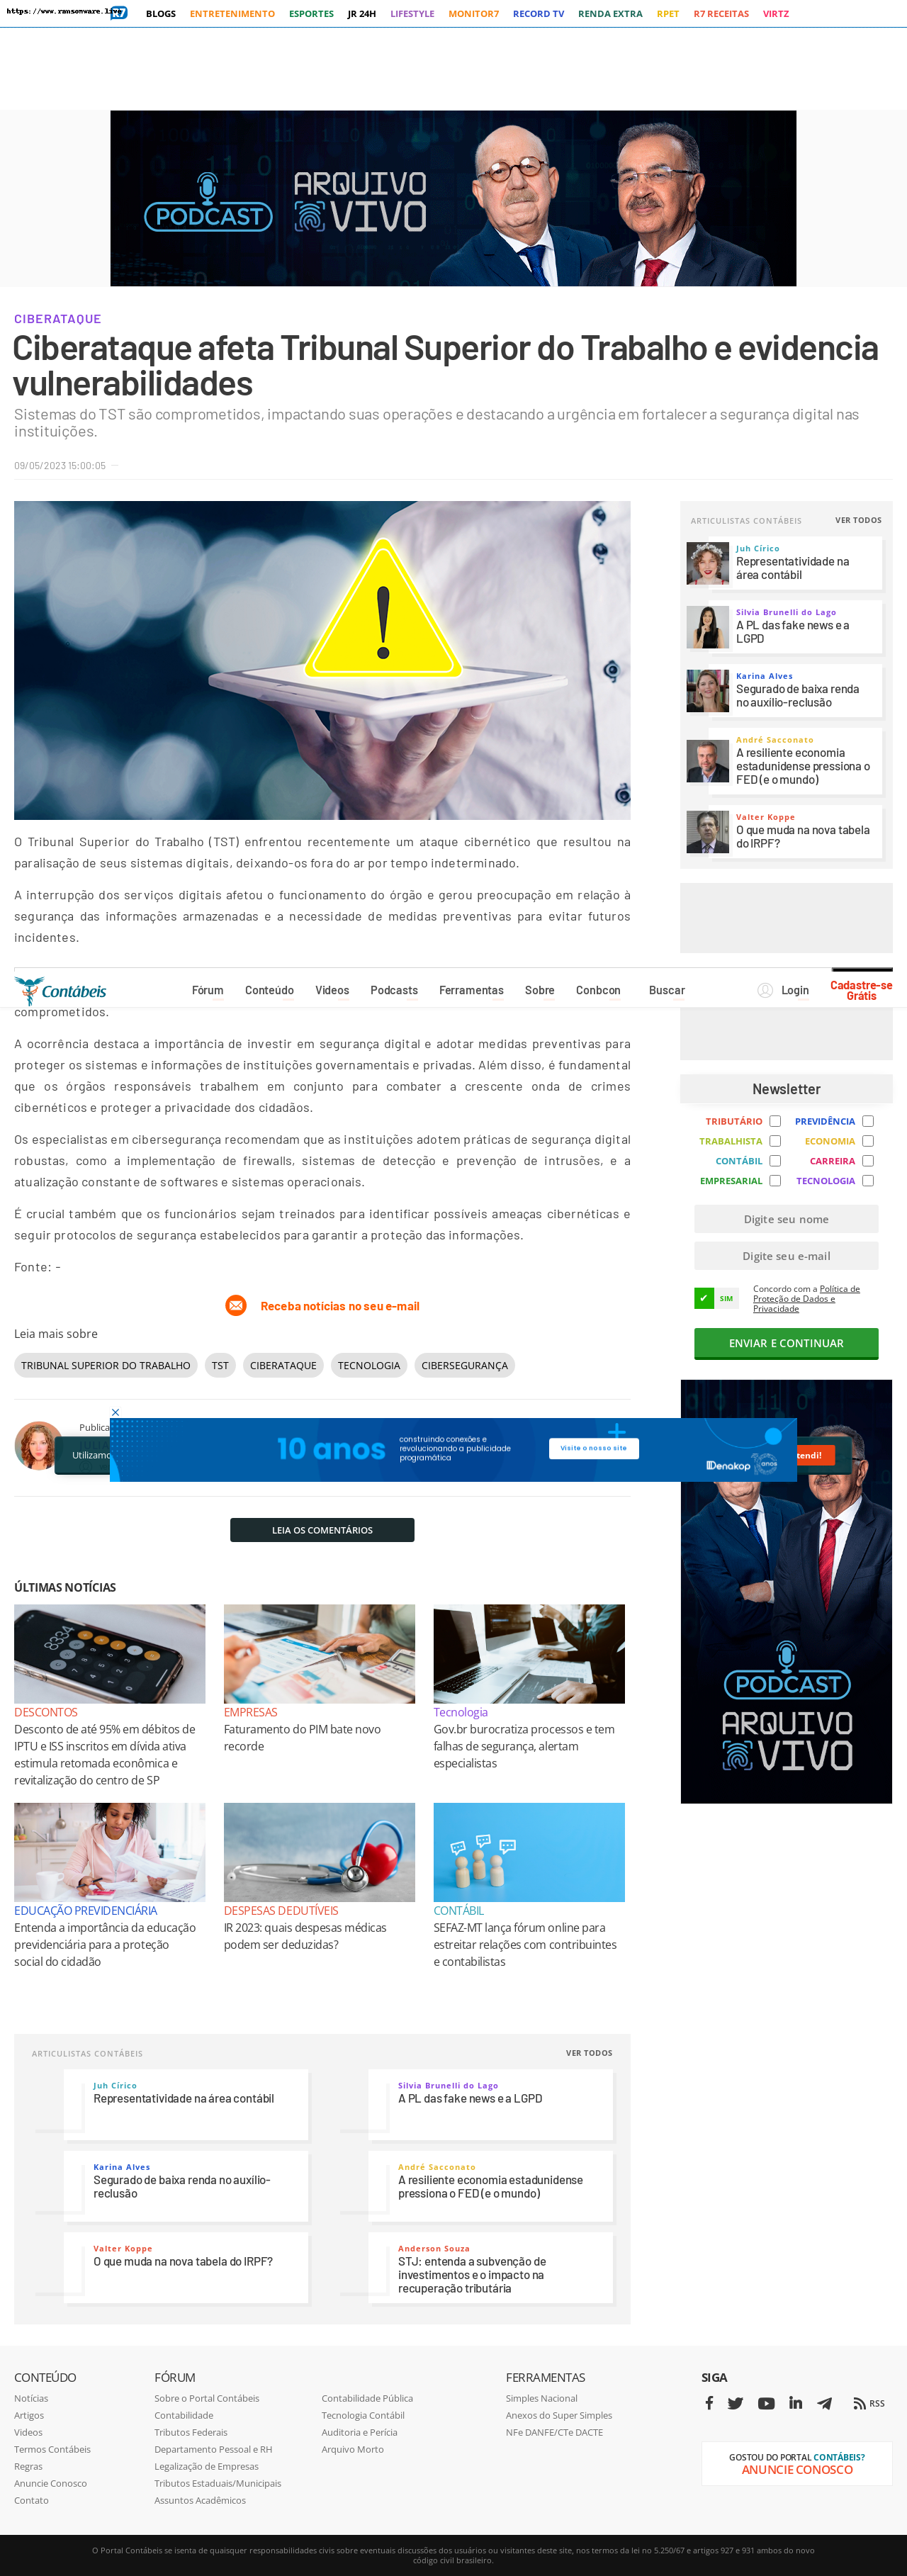 https://www.ransomware.live
R7
BLOGS ENTRETENIMENTO ESPORTES JR 24H LIFESTYLE MONITOR7 RECORD TV RENDA EXTRA RPET R7 RECEITAS VIRTZ
PODCAST
ARQUIVO
VIVO
CIBERATAQUE
Ciberataque afeta Tribunal Superior do Trabalho e evidencia
vulnerabilidades
Sistemas do TST são comprometidos, impactando suas operações e destacando a urgência em fortalecer a segurança digital nas
instituições.
09/05/2023 15:00:05
O Tribunal Superior do Trabalho (TST) enfrentou recentemente um ataque cibernético que resultou na
paralisação de seus sistemas digitais, deixando-os fora do ar por tempo indeterminado.
A interrupção dos serviços digitais afetou o funcionamento do órgão e gerou preocupação em relação à
segurança das informações armazenadas e a necessidade de medidas preventivas para evitar futuros
incidentes.
Contábeis
Fórum Conteúdo Videos Podcasts Ferramentas Sobre Conbcon Buscar Login
Cadastre-se
Grátis
comprometidos.
A ocorrência destaca a importância de investir em segurança digital e adotar medidas preventivas para
proteger os sistemas e informações de instituições governamentais e privadas. Além disso, é fundamental
que os órgãos responsáveis trabalhem em conjunto para combater a crescente onda de crimes
cibernéticos e proteger a privacidade dos cidadãos.
Os especialistas em cibersegurança recomendam que as instituições adotem práticas de segurança digital
robustas, como a implementação de firewalls, sistemas de detecção e prevenção de intrusões, e a
atualização constante de softwares e sistemas operacionais.
É crucial também que os funcionários sejam treinados para identificar possíveis ameaças cibernéticas e
seguir protocolos de segurança estabelecidos para garantir a proteção das informações.
Fonte: -
Receba notícias no seu e-mail
Leia mais sobre
TRIBUNAL SUPERIOR DO TRABALHO
TST
CIBERATAQUE
TECNOLOGIA
CIBERSEGURANÇA
Publica
Utilizamo
10 anos
construindo conexões e
revolucionando a publicidade
programática
Visite o nosso site
Denakop
10 anos
tendi!
LEIA OS COMENTÁRIOS
ARTICULISTAS CONTÁBEIS
VER TODOS
Juh Círico
Representatividade na
área contábil
Silvia Brunelli do Lago
A PL das fake news e a
LGPD
Karina Alves
Segurado de baixa renda
no auxílio-reclusão
André Sacconato
A resiliente economia
estadunidense pressiona o
FED (e o mundo)
Valter Koppe
O que muda na nova tabela
do IRPF?
Newsletter
TRIBUTÁRIO PREVIDÊNCIA
TRABALHISTA ECONOMIA
CONTÁBIL CARREIRA
EMPRESARIAL TECNOLOGIA
Digite seu nome
Digite seu e-mail
✔ SIM
Concordo com a Política de
Proteção de Dados e
Privacidade
ENVIAR E CONTINUAR
PODCAST
ARQUIVO
VIVO
ÚLTIMAS NOTÍCIAS
8334
DESCONTOS
Desconto de até 95% em débitos de
IPTU e ISS inscritos em dívida ativa
estimula retomada econômica e
revitalização do centro de SP
EMPRESAS
Faturamento do PIM bate novo
recorde
Tecnologia
Gov.br burocratiza processos e tem
falhas de segurança, alertam
especialistas
EDUCAÇÃO PREVIDENCIÁRIA
Entenda a importância da educação
previdenciária para a proteção
social do cidadão
DESPESAS DEDUTÍVEIS
IR 2023: quais despesas médicas
podem ser deduzidas?
CONTÁBIL
SEFAZ-MT lança fórum online para
estreitar relações com contribuintes
e contabilistas
ARTICULISTAS CONTÁBEIS
VER TODOS
Juh Círico
Representatividade na área contábil
Silvia Brunelli do Lago
A PL das fake news e a LGPD
Karina Alves
Segurado de baixa renda no auxílio-
reclusão
André Sacconato
A resiliente economia estadunidense
pressiona o FED (e o mundo)
Valter Koppe
O que muda na nova tabela do IRPF?
Anderson Souza
STJ: entenda a subvenção de
investimentos e o impacto na
recuperação tributária
CONTEÚDO
Notícias
Artigos
Videos
Termos Contábeis
Regras
Anuncie Conosco
Contato
FÓRUM
Sobre o Portal Contábeis
Contabilidade
Tributos Federais
Departamento Pessoal e RH
Legalização de Empresas
Tributos Estaduais/Municipais
Assuntos Acadêmicos
Contabilidade Pública
Tecnologia Contábil
Auditoria e Perícia
Arquivo Morto
FERRAMENTAS
Simples Nacional
Anexos do Super Simples
NFe DANFE/CTe DACTE
SIGA
RSS
GOSTOU DO PORTAL CONTÁBEIS?
ANUNCIE CONOSCO
O Portal Contábeis se isenta de quaisquer responsabilidades civis sobre eventuais discussões dos usuários ou visitantes deste site, nos termos da lei no 5.250/67 e artigos 927 e 931 ambos do novo
código civil brasileiro.